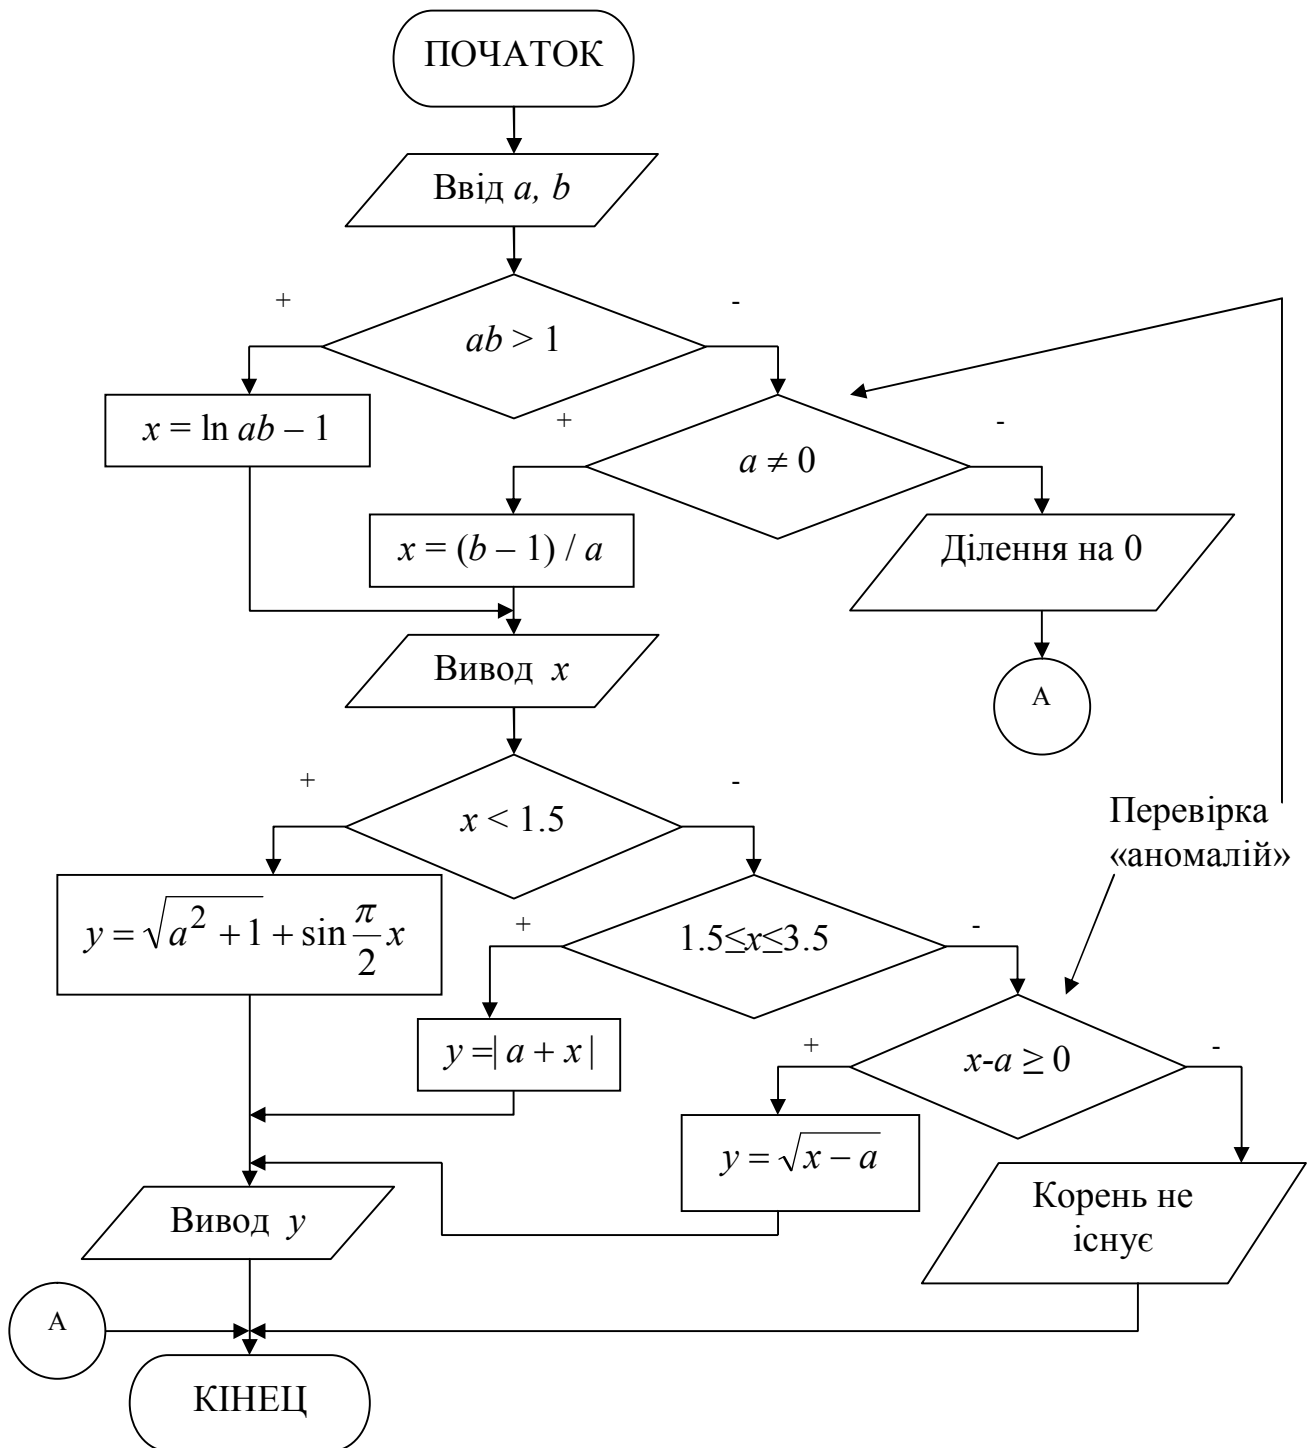 ПОЧАТОК
Ввід a, b
+
-
ab > 1
x = ln ab – 1
+
-
a ≠ 0
x = (b – 1) / a
Ділення на 0
Вивод x
А
+
-
x < 1.5
Перевірка
«аномалій»
y = √(a² + 1) + sin π/2 x
+
-
1.5≤x≤3.5
y =| a + x |
+
-
x-a ≥ 0
y = √(x – a)
Корень не
існує
Вивод y
А
КІНЕЦ